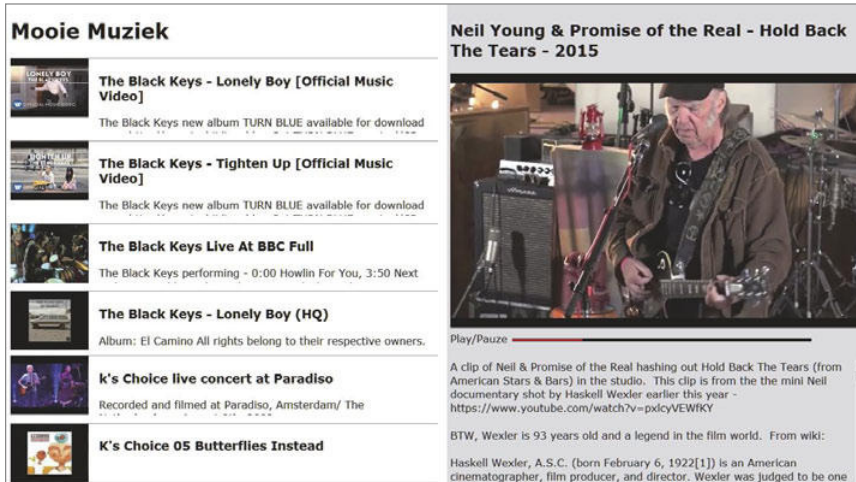 Mooie Muziek
LONELY BOY
The Black Keys - Lonely Boy [Official Music
Video]
The Black Keys new album TURN BLUE available for download
The Black Keys - Tighten Up [Official Music
Video]
The Black Keys new album TURN BLUE available for download
The Black Keys Live At BBC Full
The Black Keys performing - 0:00 Howlin For You, 3:50 Next
The Black Keys - Lonely Boy (HQ)
Album: El Camino All rights belong to their respective owners.
k's Choice live concert at Paradiso
Recorded and filmed at Paradiso, Amsterdam/ The
K's Choice 05 Butterflies Instead
Neil Young & Promise of the Real - Hold Back
The Tears - 2015
Play/Pauze
A clip of Neil & Promise of the Real hashing out Hold Back The Tears (from
American Stars & Bars) in the studio. This clip is from the the mini Neil
documentary shot by Haskell Wexler earlier this year -
https://www.youtube.com/watch?v=pxlcyVEWfKY
BTW, Wexler is 93 years old and a legend in the film world. From wiki:
Haskell Wexler, A.S.C. (born February 6, 1922[1]) is an American
cinematographer, film producer, and director. Wexler was judged to be one